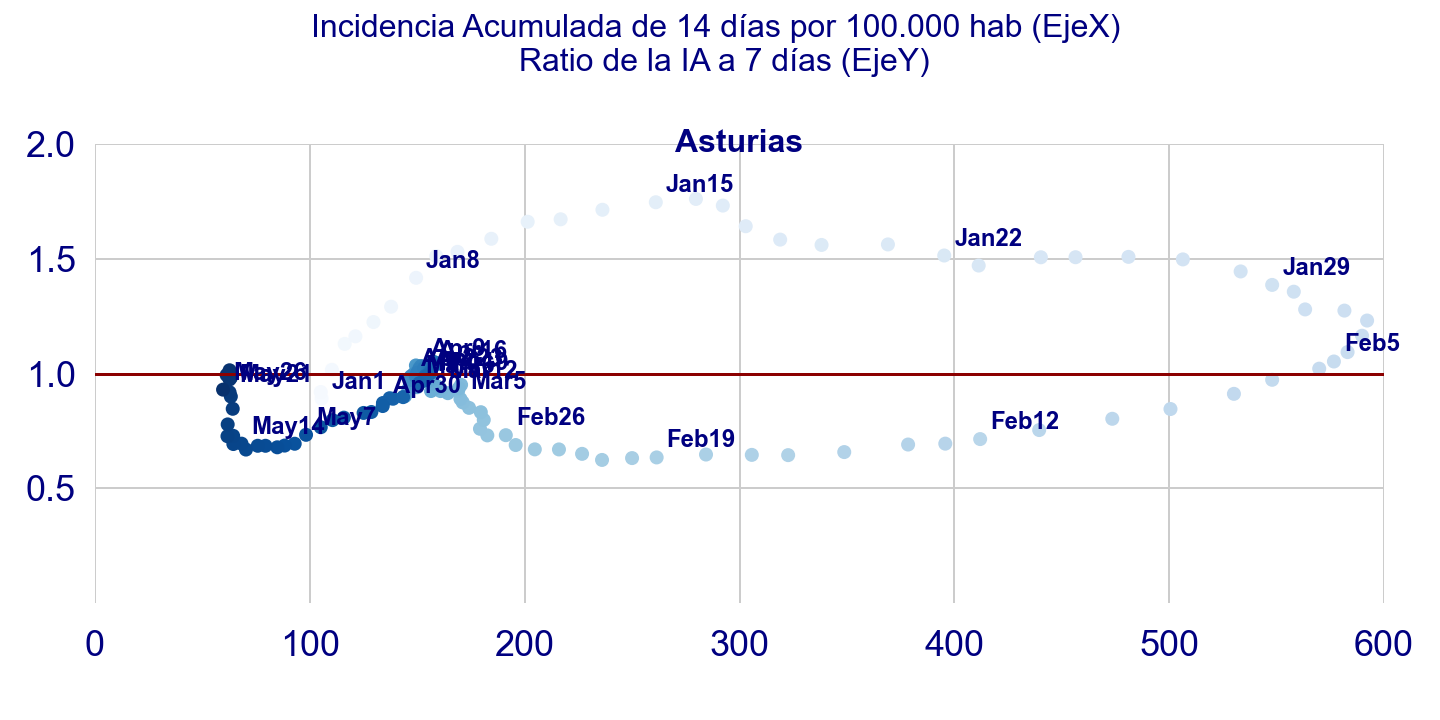 Incidencia Acumulada de 14 días por 100.000 hab (EjeX)
Ratio de la IA a 7 días (EjeY)
Asturias
2.0
1.5
1.0
0.5
Jan15
Jan22
Jan8
Jan29
Feb5
Jan1
Apr30
Mar5
May7
May14
Feb26
Feb19
Feb12
May21
Apr9
0
100
200
300
400
500
600